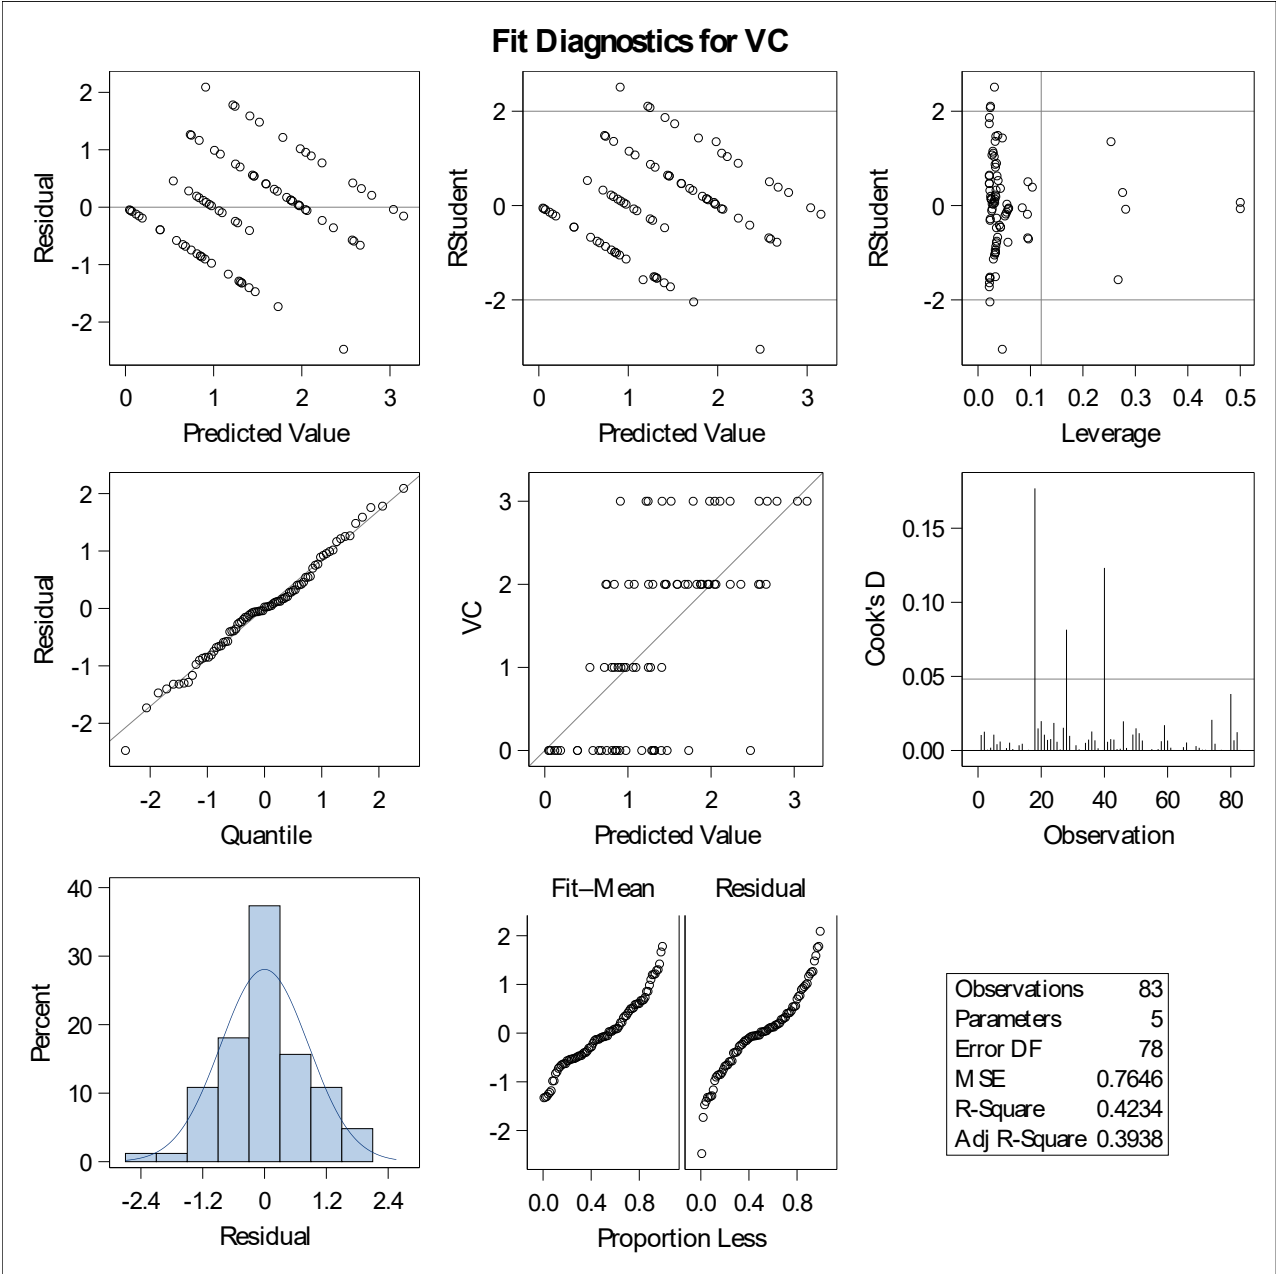 Fit Diagnostics for VC
2
1
0
-1
-2
Residual
0 1 2 3
Predicted Value
2
0
-2
RStudent
0 1 2 3
Predicted Value
2
0
-2
RStudent
0.0 0.1 0.2 0.3 0.4 0.5
Leverage
2
1
0
-1
-2
Residual
-2 -1 0 1 2
Quantile
3
2
1
0
VC
0 1 2 3
Predicted Value
0.15
0.10
0.05
0.00
Cook's D
0 20 40 60 80
Observation
40
30
20
10
0
Percent
-2.4 -1.2 0 1.2 2.4
Residual
Fit–Mean Residual
2
1
0
-1
-2
0.0 0.4 0.8 0.0 0.4 0.8
Proportion Less
Observations 83
Parameters 5
Error DF 78
MSE 0.7646
R-Square 0.4234
Adj R-Square 0.3938